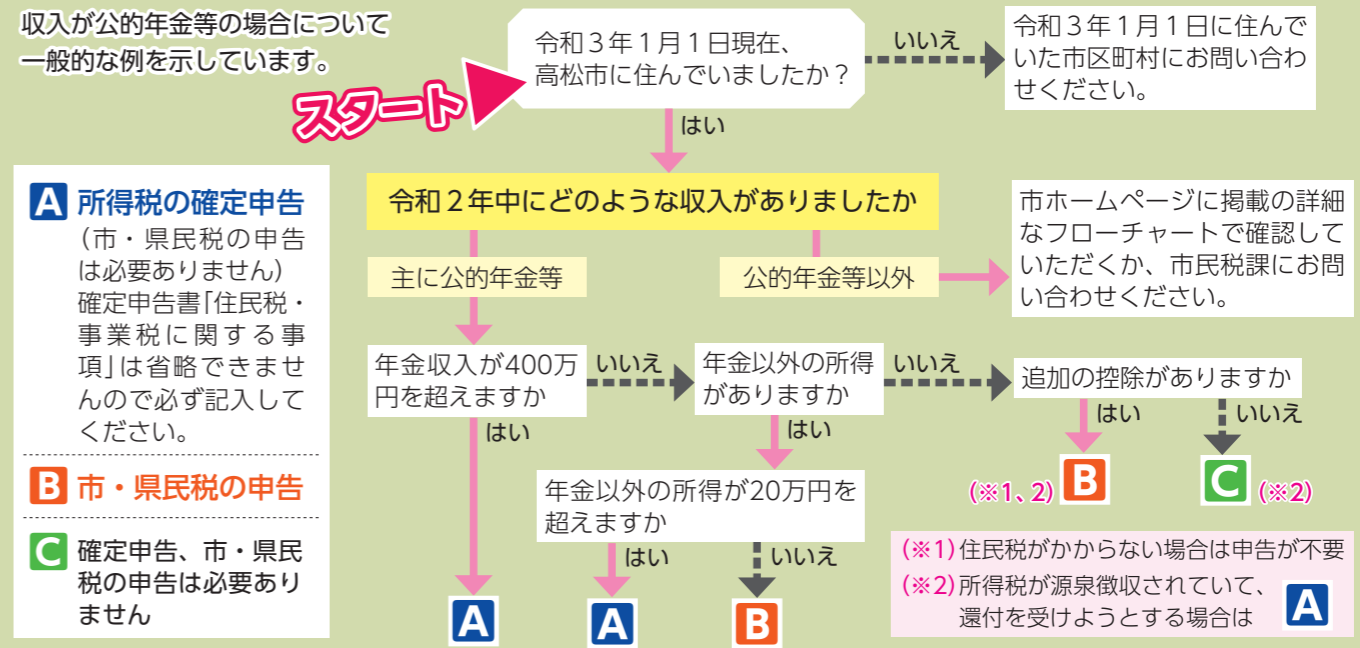 収入が公的年金等の場合について
一般的な例を示しています。
スタート
令和3年1月1日現在、
高松市に住んでいましたか？
いいえ
令和3年1月1日に住んで
いた市区町村にお問い合わ
せください。
はい
令和2年中にどのような収入がありましたか
主に公的年金等
公的年金等以外
市ホームページに掲載の詳細
なフローチャートで確認して
いただくか、市民税課にお問
い合わせください。
年金収入が400万
円を超えますか
いいえ
年金以外の所得
がありますか
いいえ
追加の控除がありますか
はい
はい
はい
いいえ
年金以外の所得が20万円を
超えますか
はい
いいえ
(※1、2) B
C (※2)
A
A
B
A 所得税の確定申告
(市・県民税の申告
は必要ありません)
確定申告書「住民税・
事業税に関する事
項」は省略できませ
んので必ず記入して
ください。
B 市・県民税の申告
C 確定申告、市・県民
税の申告は必要あり
ません
(※1)住民税がかからない場合は申告が不要
(※2)所得税が源泉徴収されていて、
還付を受けようとする場合は A